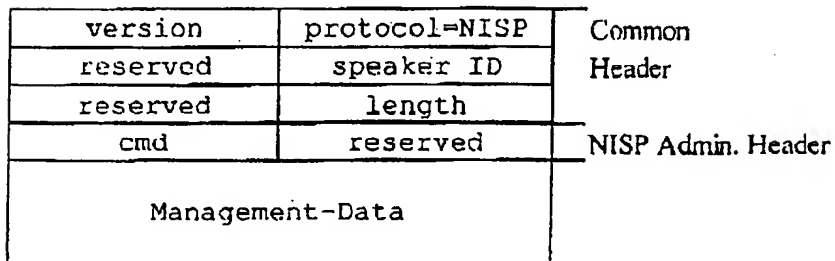 version protocol=NISP Common
reserved speaker ID Header
reserved length
cmd reserved NISP Admin. Header
Management-Data